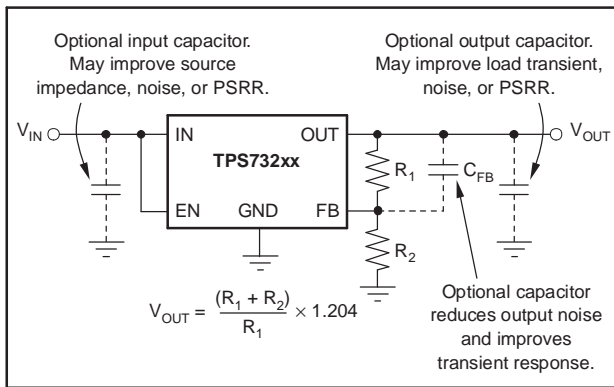 Optional input capacitor.
May improve source
impedance, noise, or PSRR.
Optional output capacitor.
May improve load transient,
noise, or PSRR.
V_IN
IN
OUT
V_OUT
TPS732xx
R_1
C_FB
EN
GND
FB
R_2
V_OUT = (R_1 + R_2) / R_1 × 1.204
Optional capacitor
reduces output noise
and improves
transient response.